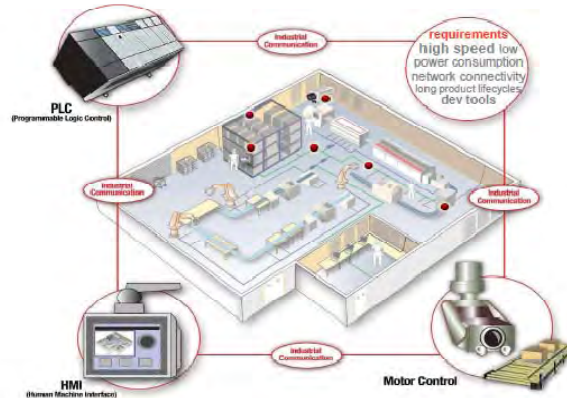 Industrial
Communication
requirements
high speed low
power consumption
network connectivity
long product lifecycles
dev tools
PLC
(Programmable Logic Control)
Industrial
Communication
Industrial
Communication
HMI
(Human Machine Interface)
Industrial
Communication
Motor Control